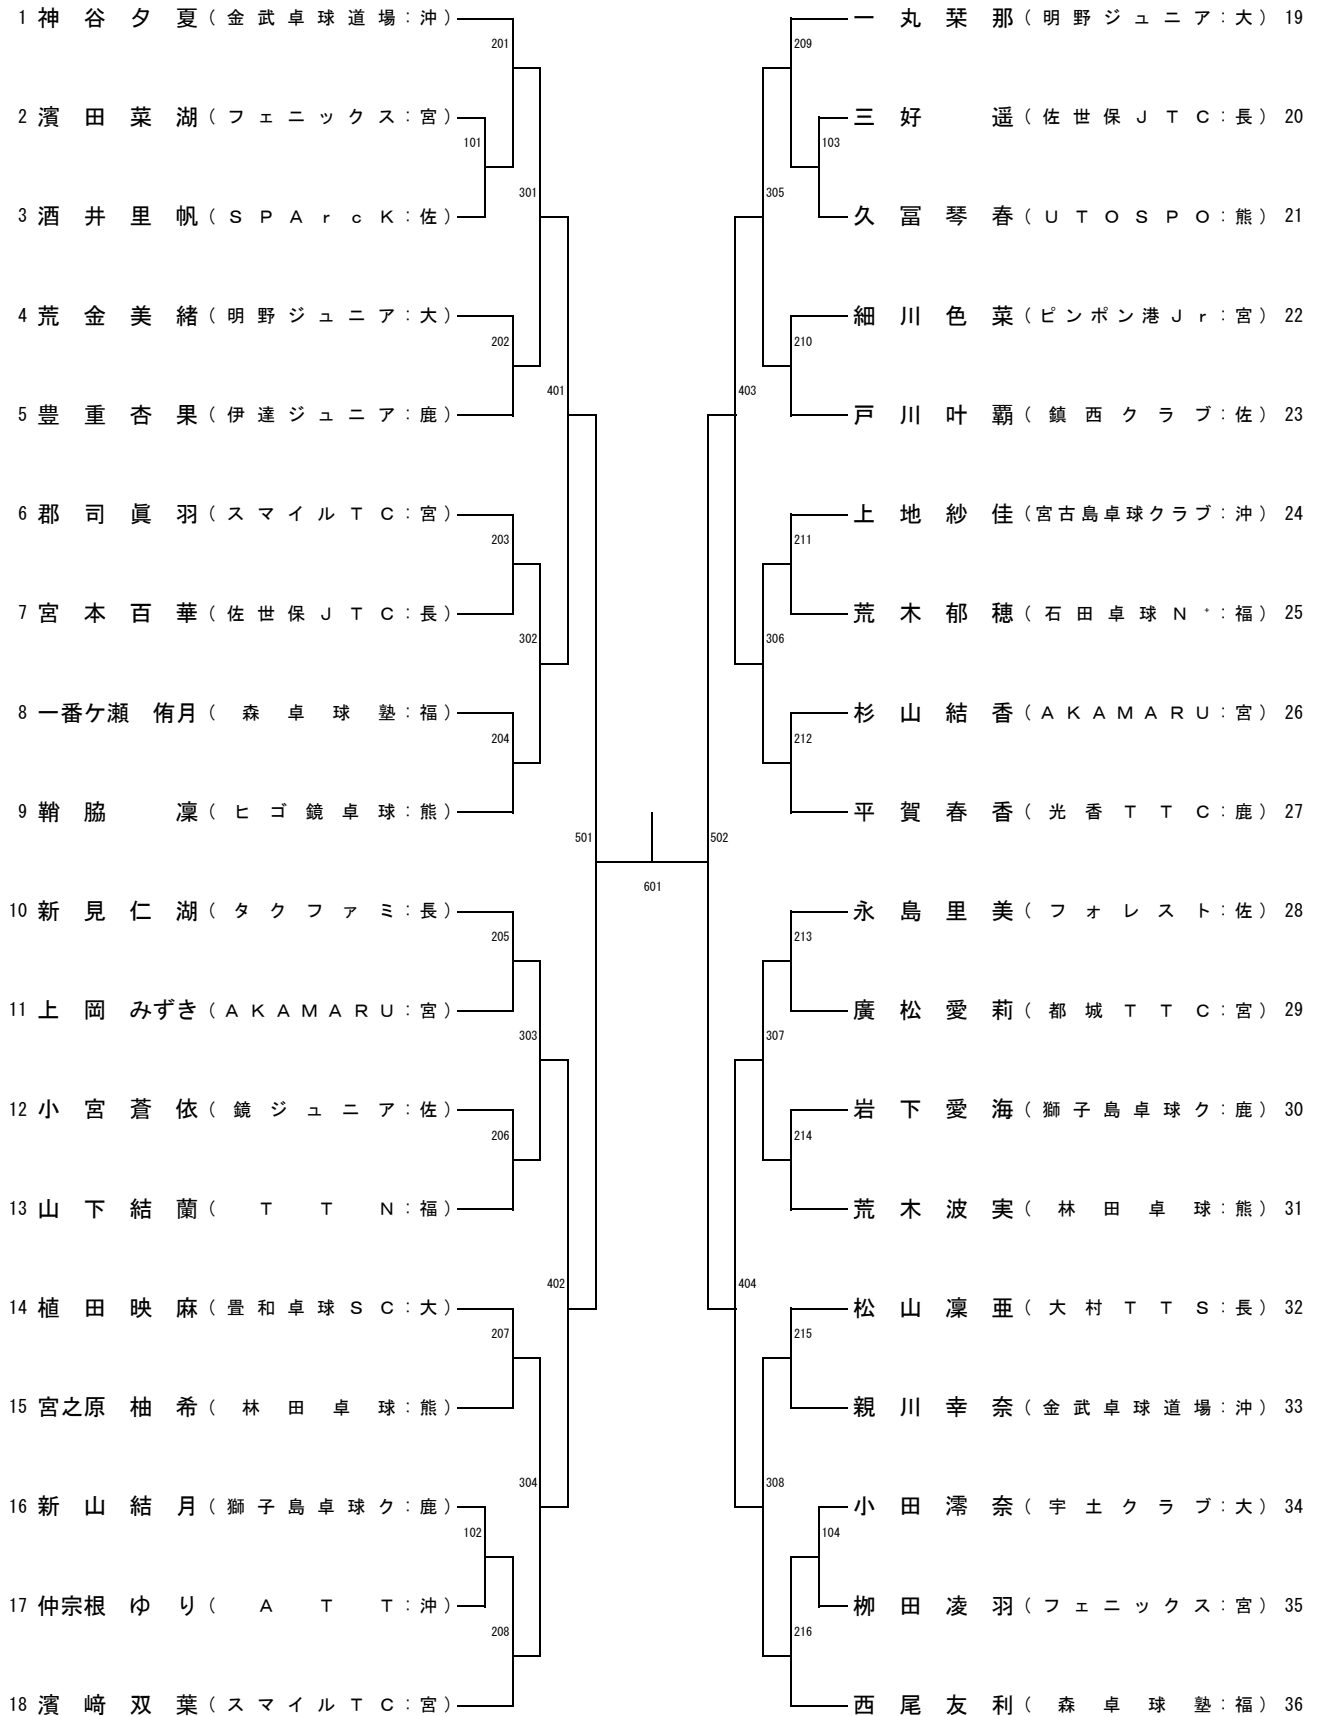 1 神谷夕夏(金武卓球道場:沖)
201
2 濱田菜湖(フェニックス:宮)
101
3 酒井里帆(SPArcK:佐)
301
4 荒金美緒(明野ジュニア:大)
202
5 豊重杏果(伊達ジュニア:鹿)
401
6 郡司眞羽(スマイルTC:宮)
203
7 宮本百華(佐世保JTC:長)
302
8 一番ケ瀬 侑月(森卓球塾:福)
204
9 鞘脇 凜(ヒゴ鏡卓球:熊)
501
10 新見仁湖(タクファミ:長)
205
11 上岡みずき(AKAMARU:宮)
303
12 小宮蒼依(鏡ジュニア:佐)
206
13 山下結蘭(TTN:福)
402
14 植田映麻(畳和卓球SC:大)
207
15 宮之原柚希(林田卓球:熊)
304
16 新山結月(獅子島卓球ク:鹿)
102
17 仲宗根ゆり(ATT:沖)
208
18 濱﨑双葉(スマイルTC:宮)
601
一丸栞那(明野ジュニア:大) 19
209
三好 遥(佐世保JTC:長) 20
103
久冨琴春(UTOSPO:熊) 21
305
細川色菜(ピンポン港Jr:宮) 22
210
戸川叶覇(鎮西クラブ:佐) 23
403
上地紗佳(宮古島卓球クラブ:沖) 24
211
荒木郁穂(石田卓球N⁺:福) 25
306
杉山結香(AKAMARU:宮) 26
212
平賀春香(光香TTC:鹿) 27
502
永島里美(フォレスト:佐) 28
213
廣松愛莉(都城TTC:宮) 29
307
岩下愛海(獅子島卓球ク:鹿) 30
214
荒木波実(林田卓球:熊) 31
404
松山凜亜(大村TTS:長) 32
215
親川幸奈(金武卓球道場:沖) 33
308
小田澪奈(宇土クラブ:大) 34
104
栁田凌羽(フェニックス:宮) 35
216
西尾友利(森卓球塾:福) 36